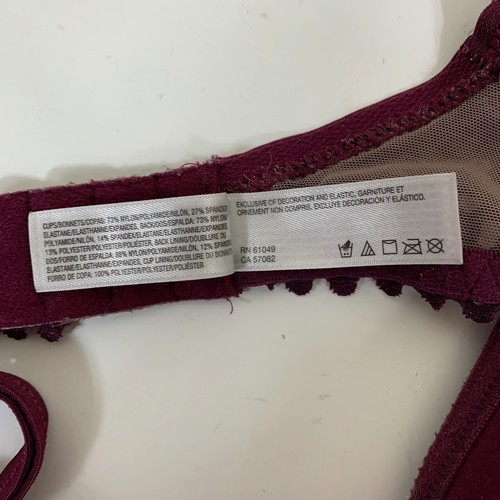 CUPS/BONNETS/COPAS: 73% NYLON/POLYAMIDE/NILÓN, 27% SPANDEX/
ELASTANE/ELASTHANNE/EXPANDEX, BACK/DOS/ESPALDA: 73% NYLON/
POLYAMIDE/NILÓN, 14% SPANDEX/ELASTANE/ELASTHANNE/EXPANDEX,
13% POLYESTER/POLYESTER/POLIÉSTER, BACK LINING/DOUBLURE DU
DOS/FORRO DE ESPALDA: 88% NYLON/POLYAMIDE/NILÓN, 12% SPANDEX/
ELASTANE/ELASTHANNE/EXPANDEX, CUP LINING/DOUBLURE DU BONNET/
FORRO DE COPA: 100% POLYESTER/POLYESTER/POLIÉSTER
EXCLUSIVE OF DECORATION AND ELASTIC, GARNITURE ET
ORNEMENT NON COMPRIS, EXCLUYE DECORACIÓN Y ELÁSTICO.
RN 61049
CA 57062